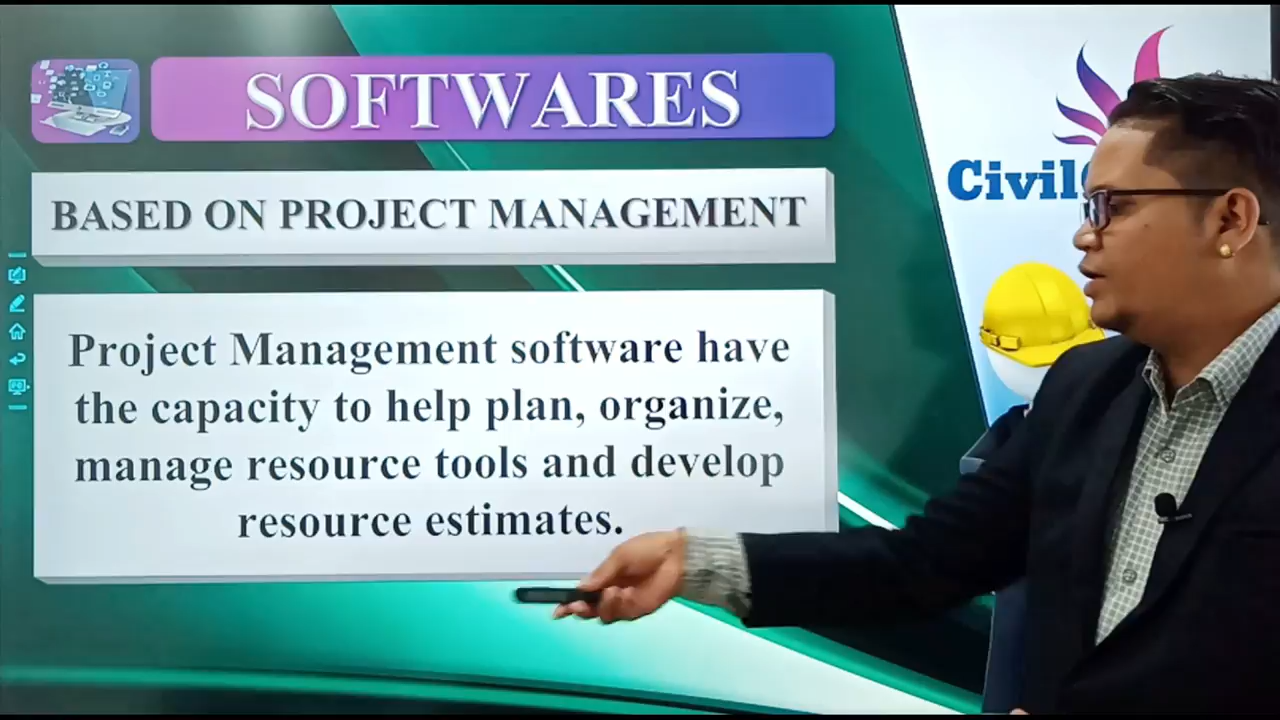 SOFTWARES
BASED ON PROJECT MANAGEMENT
Civil
Project Management software have
the capacity to help plan, organize,
manage resource tools and develop
resource estimates.